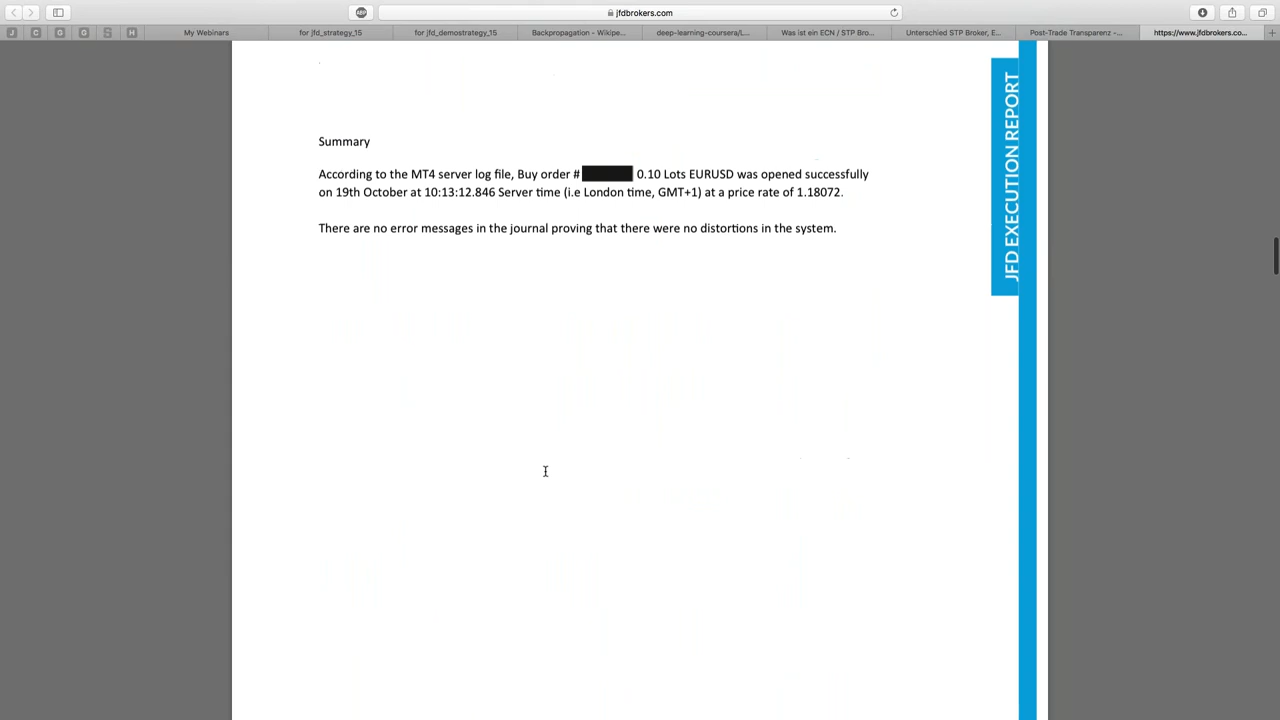 jfdbrokers.com
J
C
G
G
S
H
My Webinars
for jfd_strategy_15
for jfd_demostrategy_15
Backpropagation - Wikipe...
deep-learning-coursera/L...
Was ist ein ECN / STP Bro...
Unterschied STP Broker, E...
Post-Trade Transparenz -...
https://www.jfdbrokers.co...
JFD EXECUTION REPORT
Summary
According to the MT4 server log file, Buy order # 0.10 Lots EURUSD was opened successfully
on 19th October at 10:13:12.846 Server time (i.e London time, GMT+1) at a price rate of 1.18072.
There are no error messages in the journal proving that there were no distortions in the system.